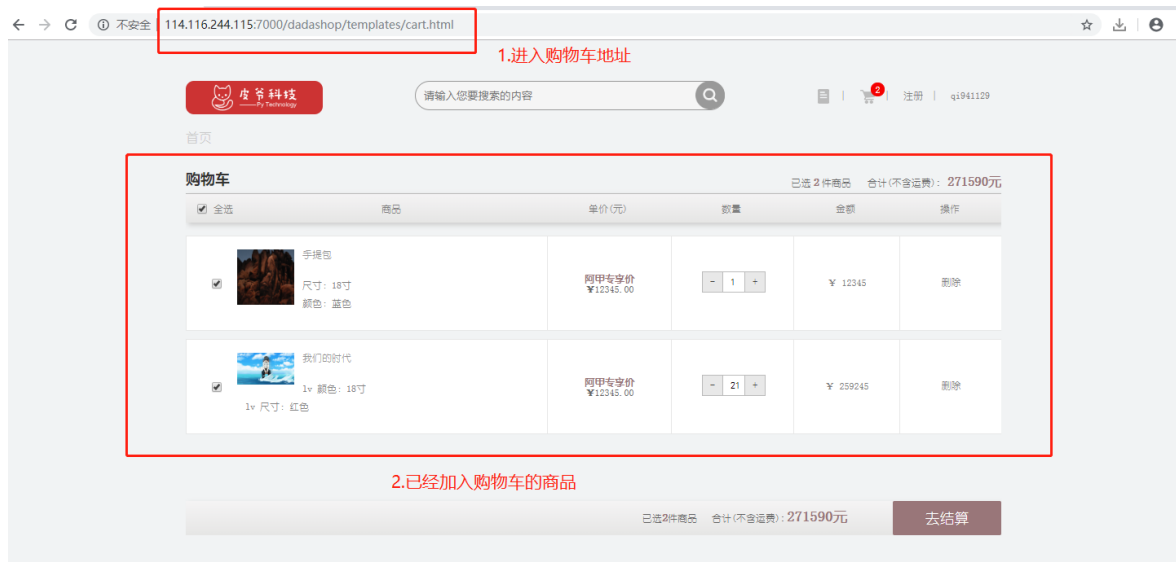 不安全 114.116.244.115:7000/dadashop/templates/cart.html
1.进入购物车地址
皮爷科技
Py Technology
请输入您要搜索的内容
2
注册
qi941129
首页
购物车
已选 2 件商品 合计(不含运费): 271590元
全选 商品 单价(元) 数量 金额 操作
手提包
尺寸: 18寸
颜色: 蓝色
阿甲专享价
¥12345.00
- 1 +
¥ 12345
删除
我们的时代
lv 颜色: 18寸
lv 尺寸: 红色
阿甲专享价
¥12345.00
- 21 +
¥ 259245
删除
2.已经加入购物车的商品
已选2件商品 合计(不含运费): 271590元
去结算